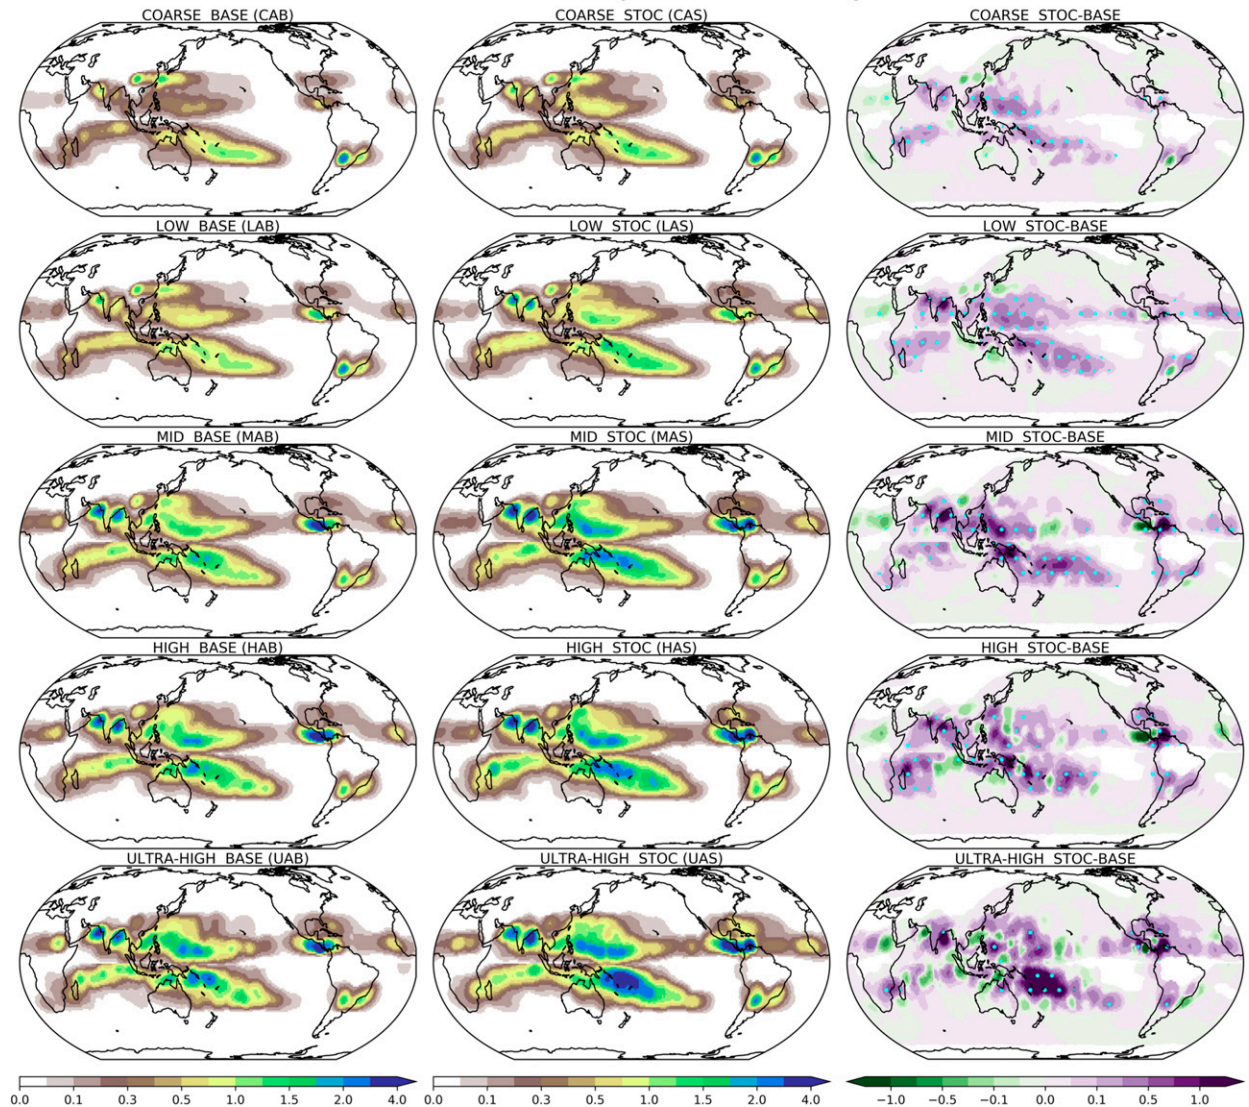 COARSE BASE (CAB) COARSE STOC (CAS) COARSE STOC-BASE
LOW BASE (LAB) LOW STOC (LAS) LOW STOC-BASE
MID BASE (MAB) MID STOC (MAS) MID STOC-BASE
HIGH BASE (HAB) HIGH STOC (HAS) HIGH STOC-BASE
ULTRA-HIGH BASE (UAB) ULTRA-HIGH STOC (UAS) ULTRA-HIGH STOC-BASE
0.0 0.1 0.3 0.5 1.0 1.5 2.0 4.0 0.0 0.1 0.3 0.5 1.0 1.5 2.0 4.0 −1.0 −0.5 −0.1 0.0 0.1 0.5 1.0